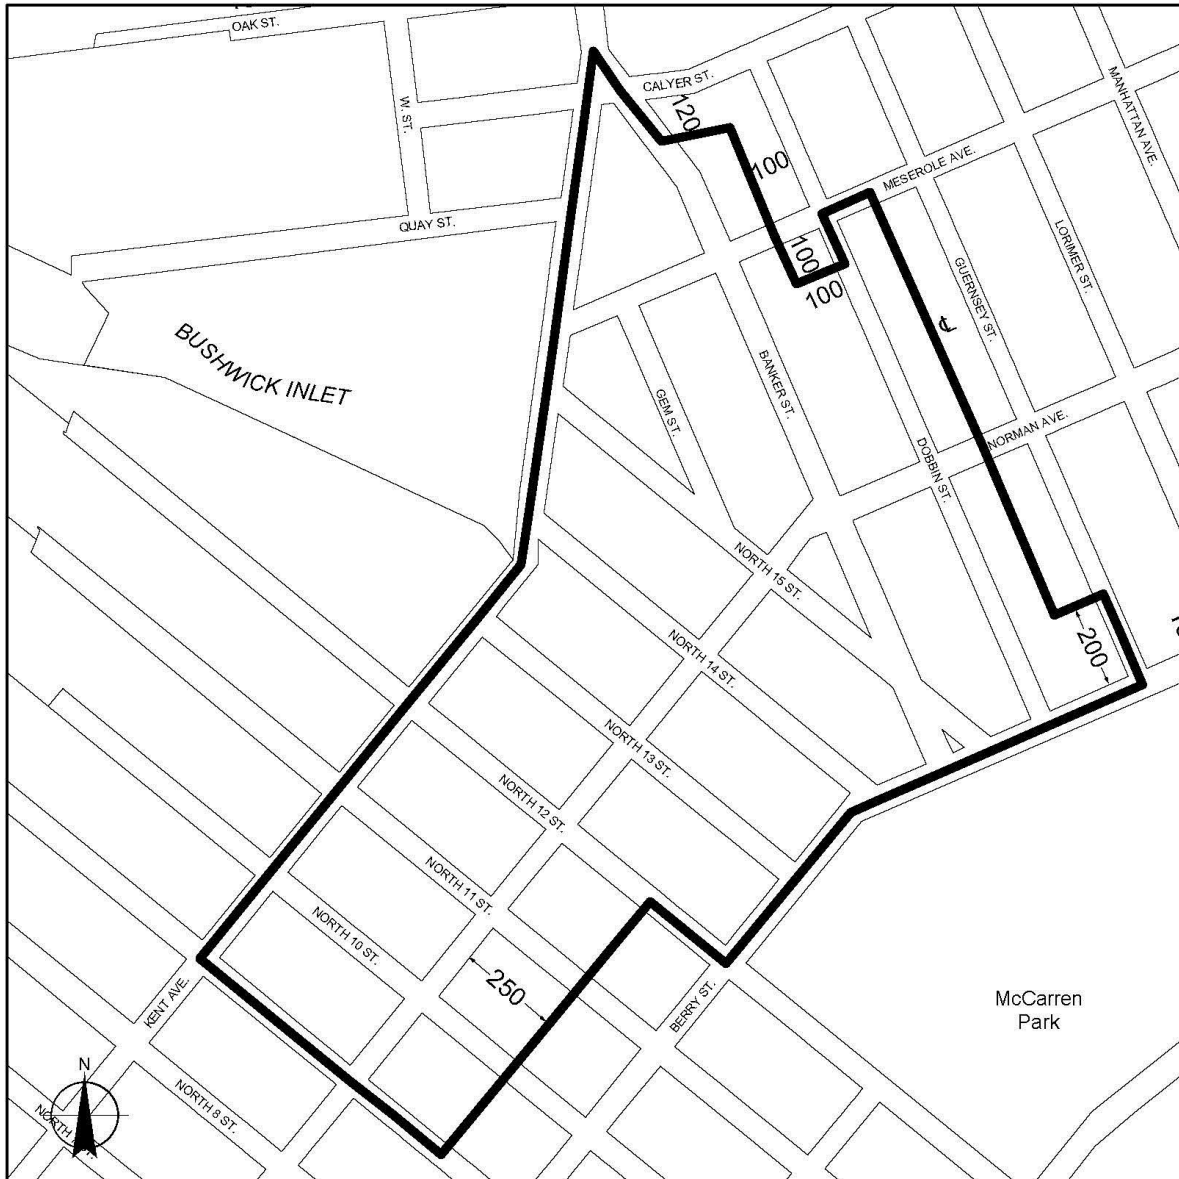 OAK ST.
CALYER ST.
MANHATTAN AVE.
W. ST.
120
100
MESEROLE AVE.
QUAY ST.
LORIMER ST.
100
100
GUERNSEY ST.
℄
BUSHWICK INLET
BANKER ST.
GEM ST.
NORMAN AVE.
DOBBIN ST.
NORTH 15 ST.
NORTH 14 ST.
200
NORTH 13 ST.
NORTH 12 ST.
NORTH 11 ST.
NORTH 10 ST.
250
KENT AVE.
BERRY ST.
McCarren
Park
N
NORTH 8 ST.
NORTH